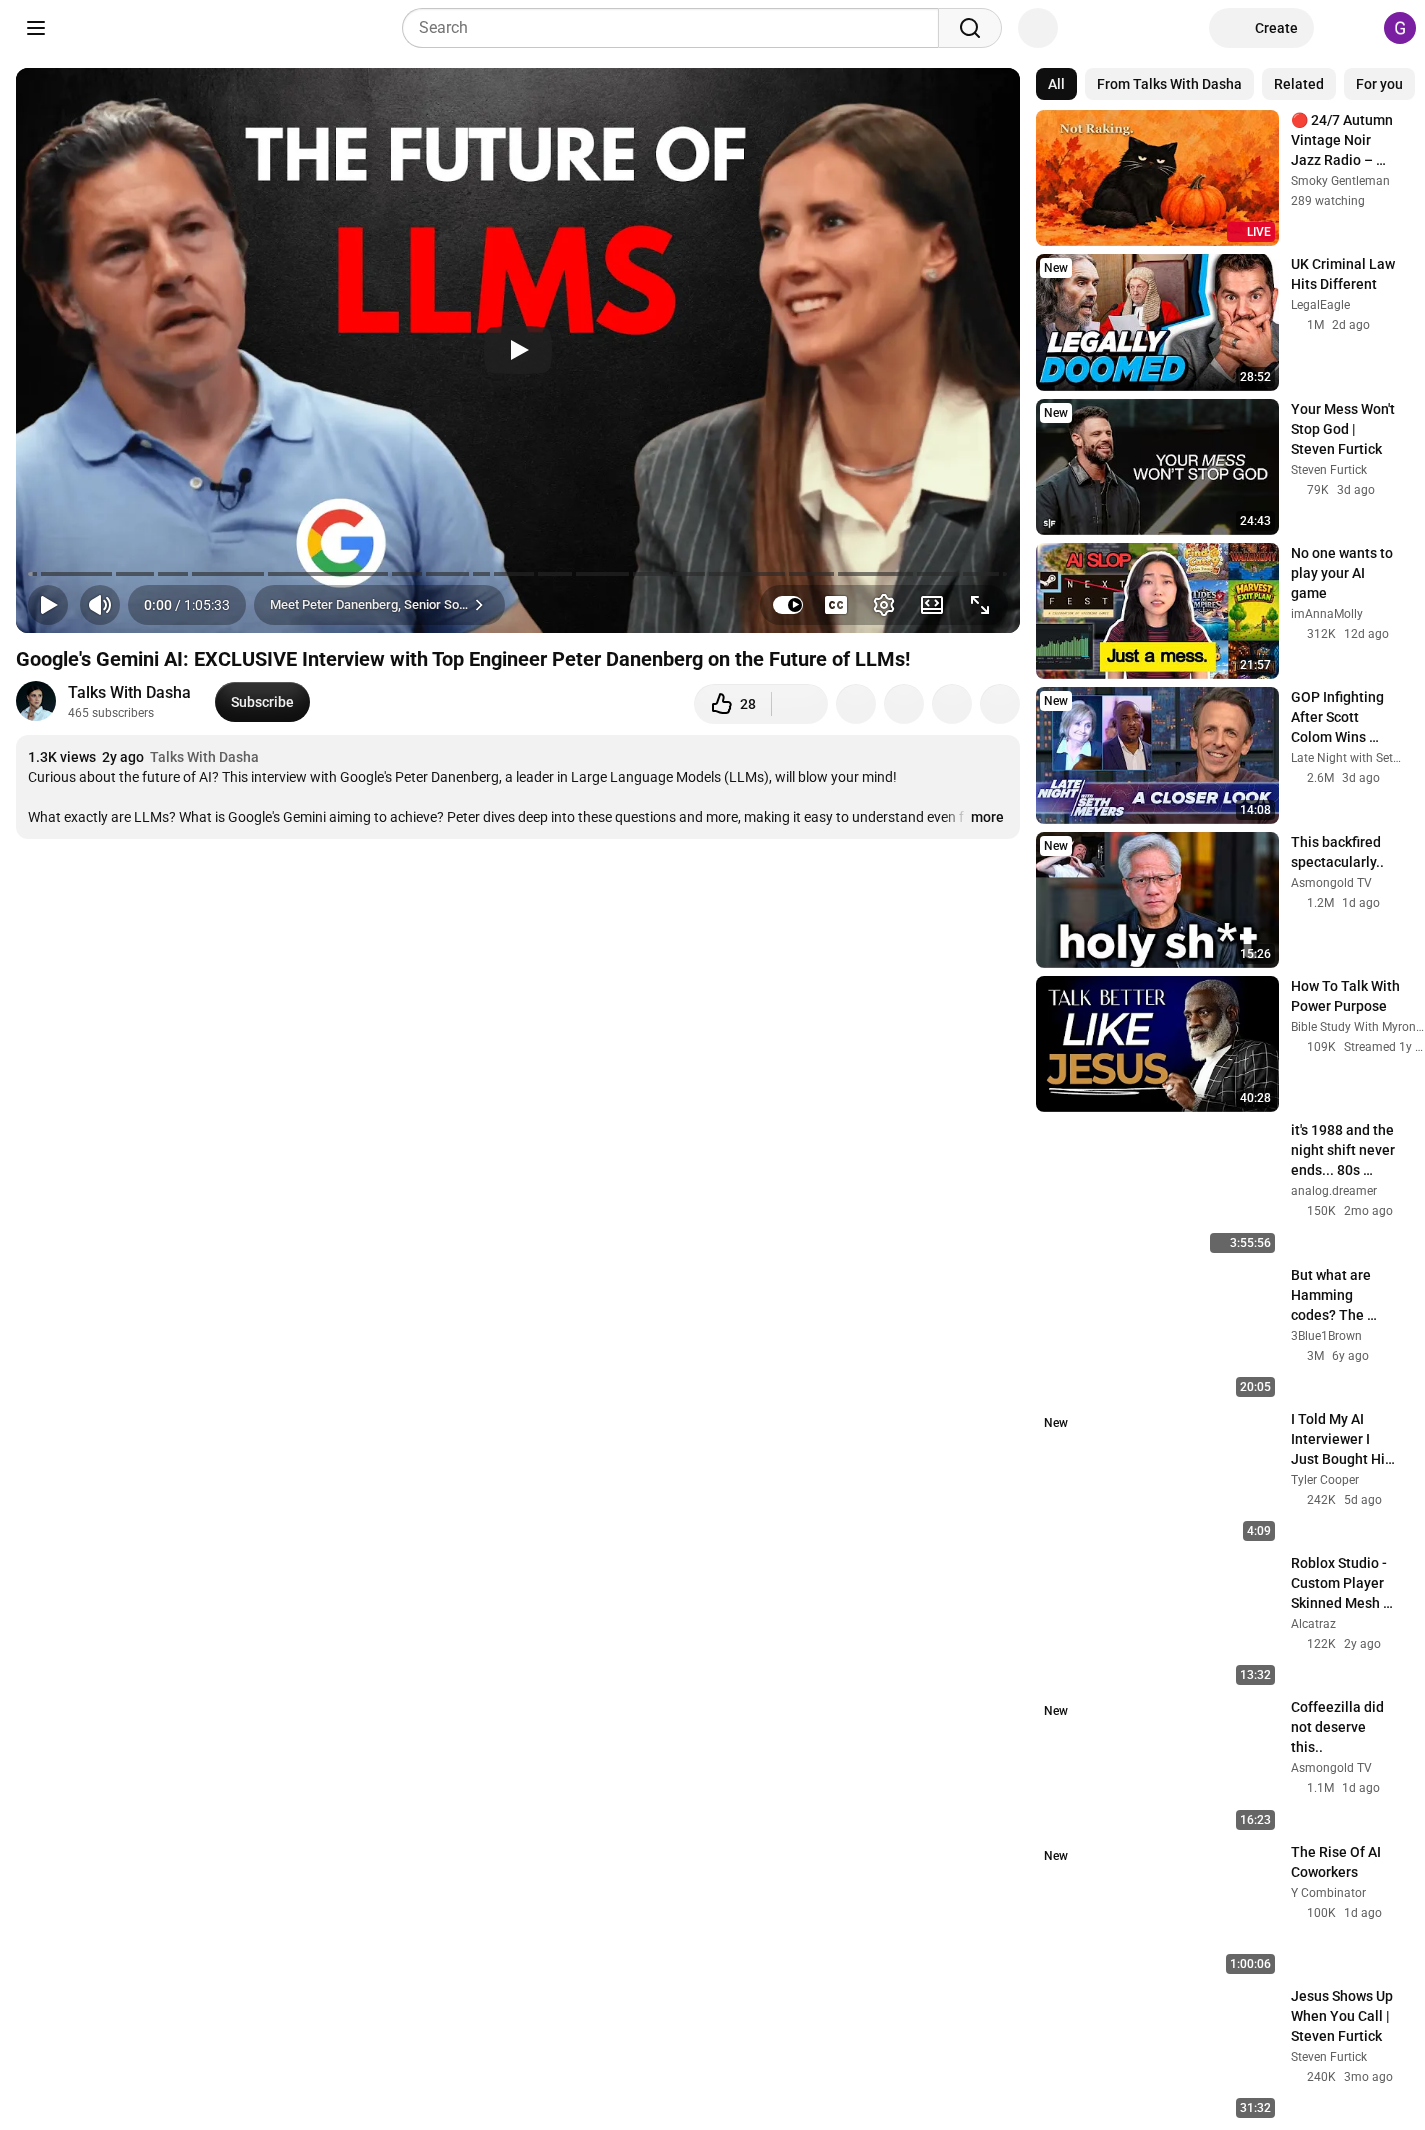 Search
Create
G
THE FUTURE OF
LLMS
0:00 / 1:05:33
Meet Peter Danenberg, Senior So...
CC
Google's Gemini AI: EXCLUSIVE Interview with Top Engineer Peter Danenberg on the Future of LLMs!
Talks With Dasha
465 subscribers
Subscribe
28
1.3K views 2y ago Talks With Dasha
Curious about the future of AI? This interview with Google's Peter Danenberg, a leader in Large Language Models (LLMs), will blow your mind!
What exactly are LLMs? What is Google's Gemini aiming to achieve? Peter dives deep into these questions and more, making it easy to understand even f more
All
From Talks With Dasha
Related
For you
Not Raking.
LIVE
🔴 24/7 Autumn
Vintage Noir
Jazz Radio – ...
Smoky Gentleman
289 watching
New
LEGALLY
DOOMED
28:52
UK Criminal Law
Hits Different
LegalEagle
1M 2d ago
New
YOUR MESS
WON'T STOP GOD
S|F
24:43
Your Mess Won't
Stop God |
Steven Furtick
Steven Furtick
79K 3d ago
AI SLOP
NEXT
FEST
HARVEST
EXIT PLAN!
Just a mess.
21:57
No one wants to
play your AI
game
imAnnaMolly
312K 12d ago
New
LATE
NIGHT WITH
SETH
MEYERS
A CLOSER LOOK
14:08
GOP Infighting
After Scott
Colom Wins ...
Late Night with Set...
2.6M 3d ago
New
holy sh*t
15:26
This backfired
spectacularly..
Asmongold TV
1.2M 1d ago
TALK BETTER
LIKE
JESUS
40:28
How To Talk With
Power Purpose
Bible Study With Myron...
109K Streamed 1y ...
3:55:56
it's 1988 and the
night shift never
ends... 80s ...
analog.dreamer
150K 2mo ago
20:05
But what are
Hamming
codes? The ...
3Blue1Brown
3M 6y ago
New
4:09
I Told My AI
Interviewer I
Just Bought Hi...
Tyler Cooper
242K 5d ago
13:32
Roblox Studio -
Custom Player
Skinned Mesh ...
Alcatraz
122K 2y ago
New
16:23
Coffeezilla did
not deserve
this..
Asmongold TV
1.1M 1d ago
New
1:00:06
The Rise Of AI
Coworkers
Y Combinator
100K 1d ago
31:32
Jesus Shows Up
When You Call |
Steven Furtick
Steven Furtick
240K 3mo ago